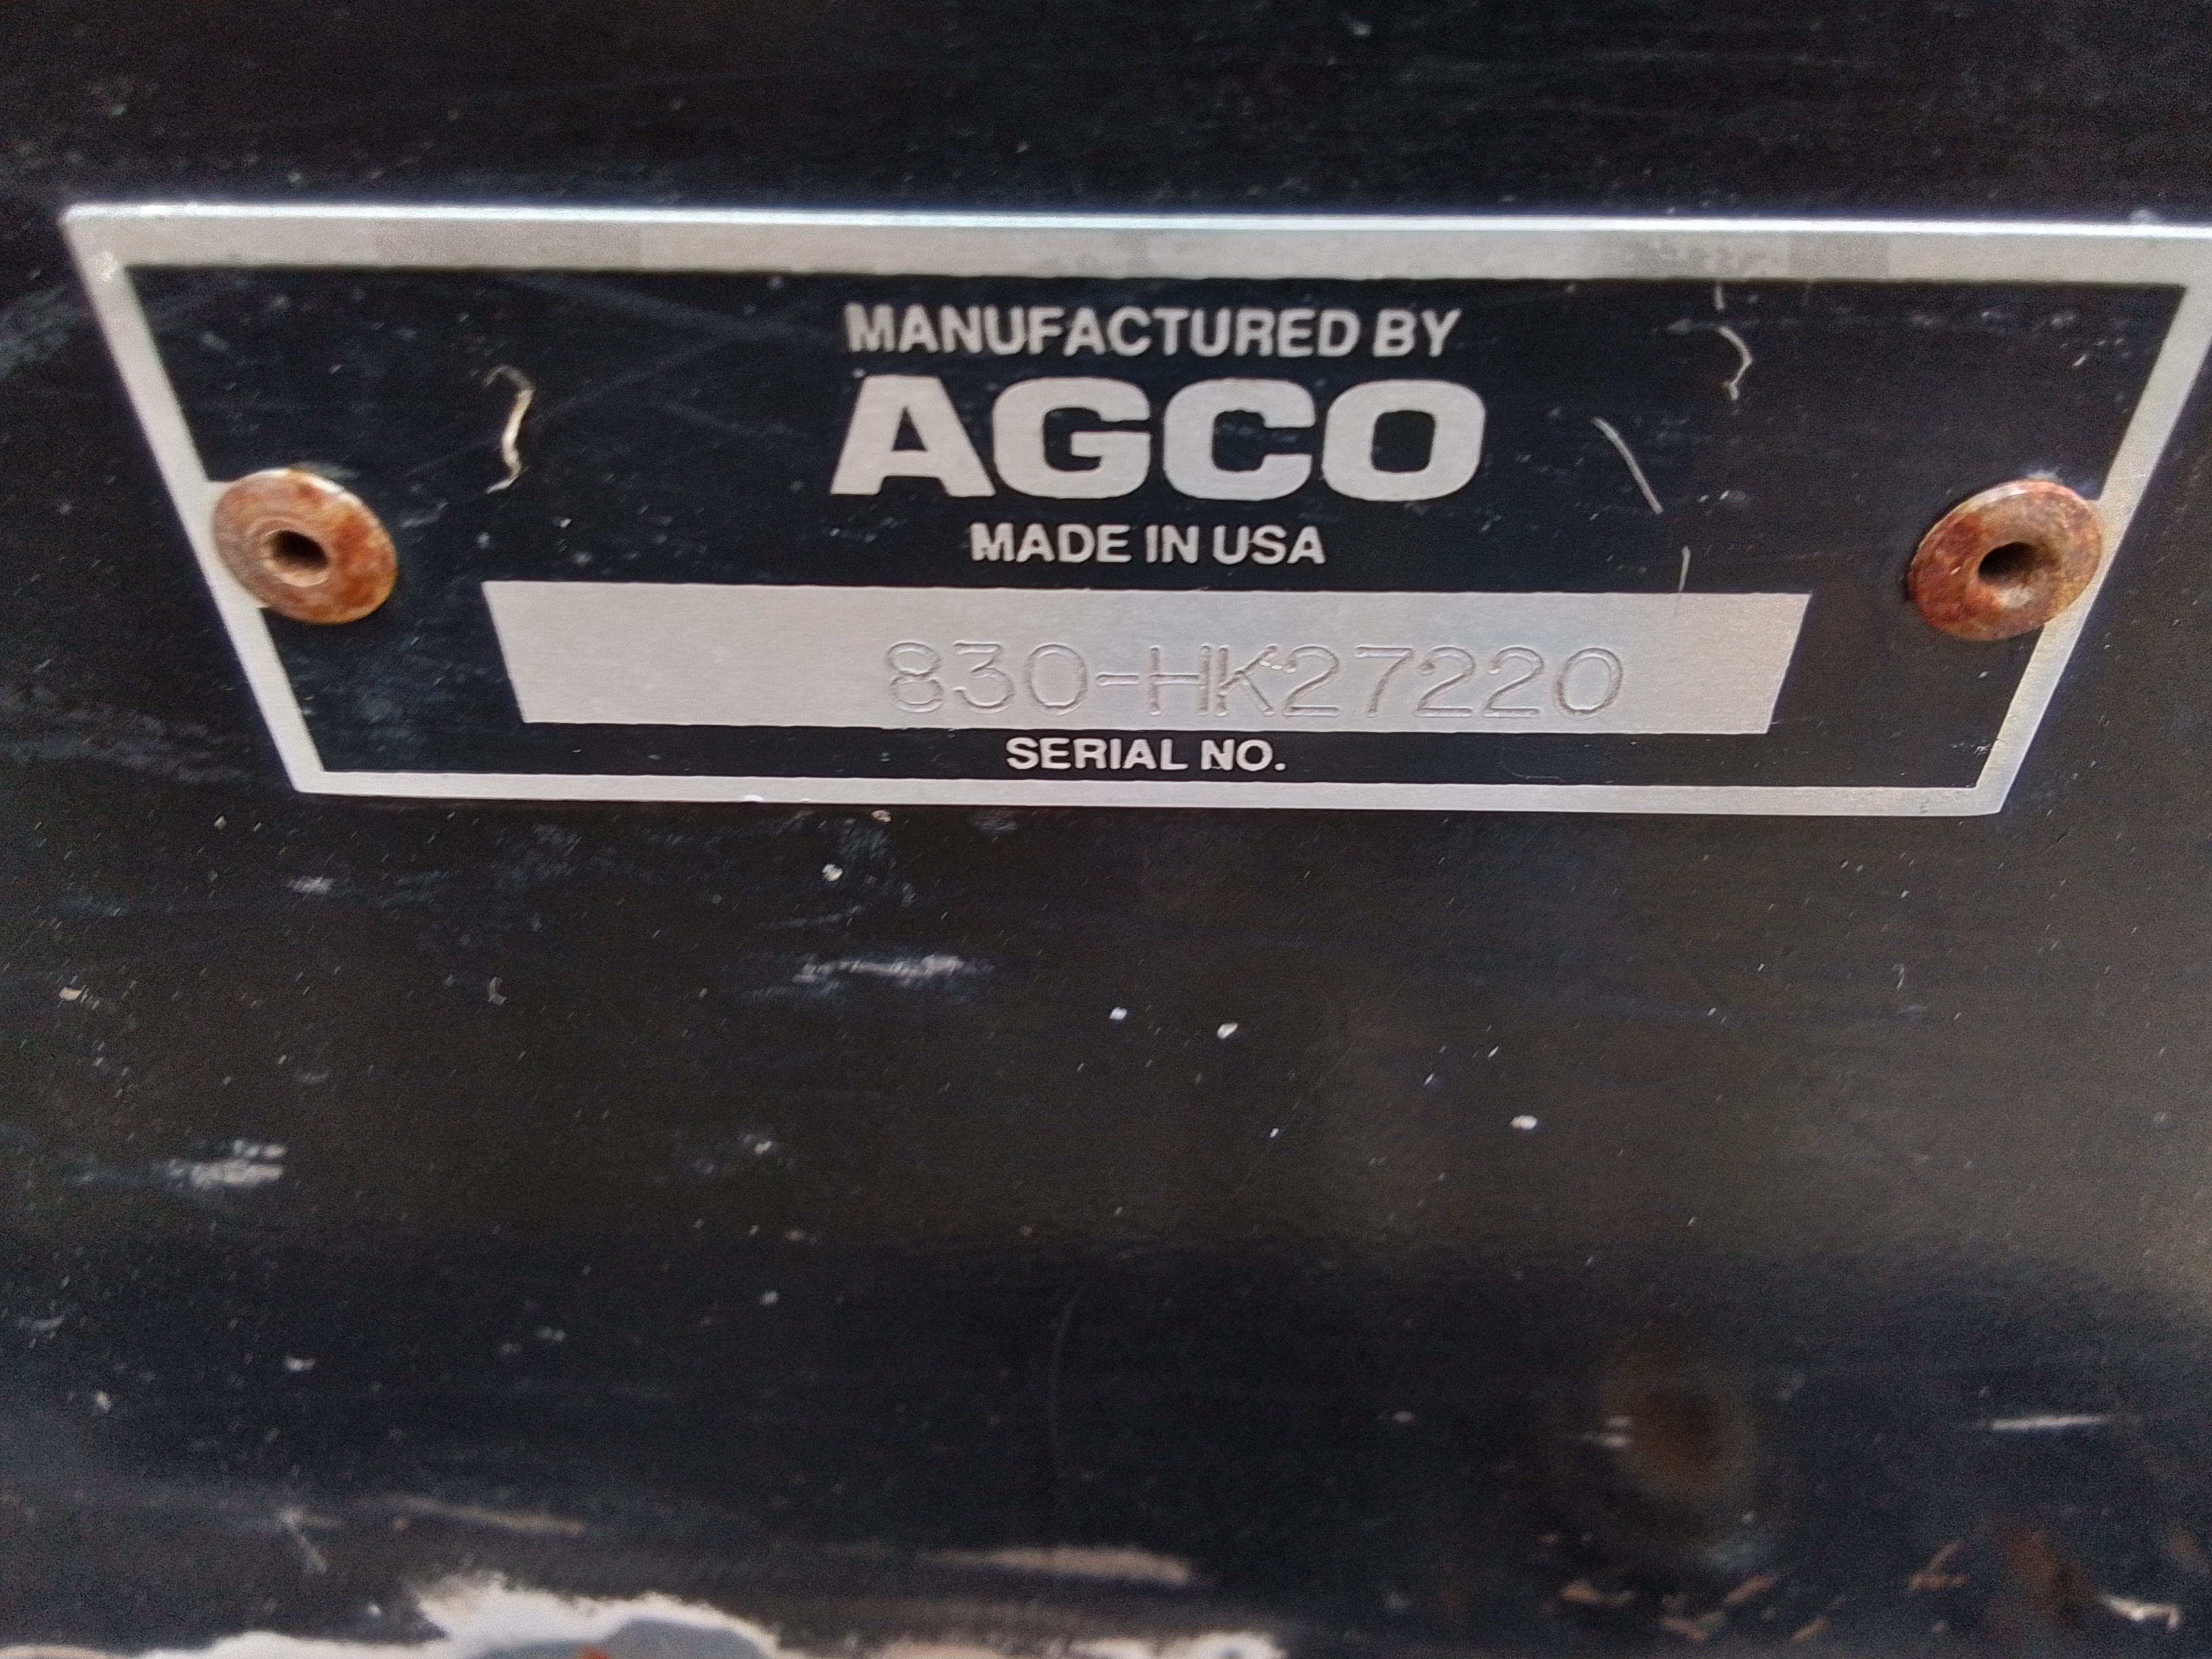 MANUFACTURED BY
AGCO
MADE IN USA
830-HK27220
SERIAL NO.